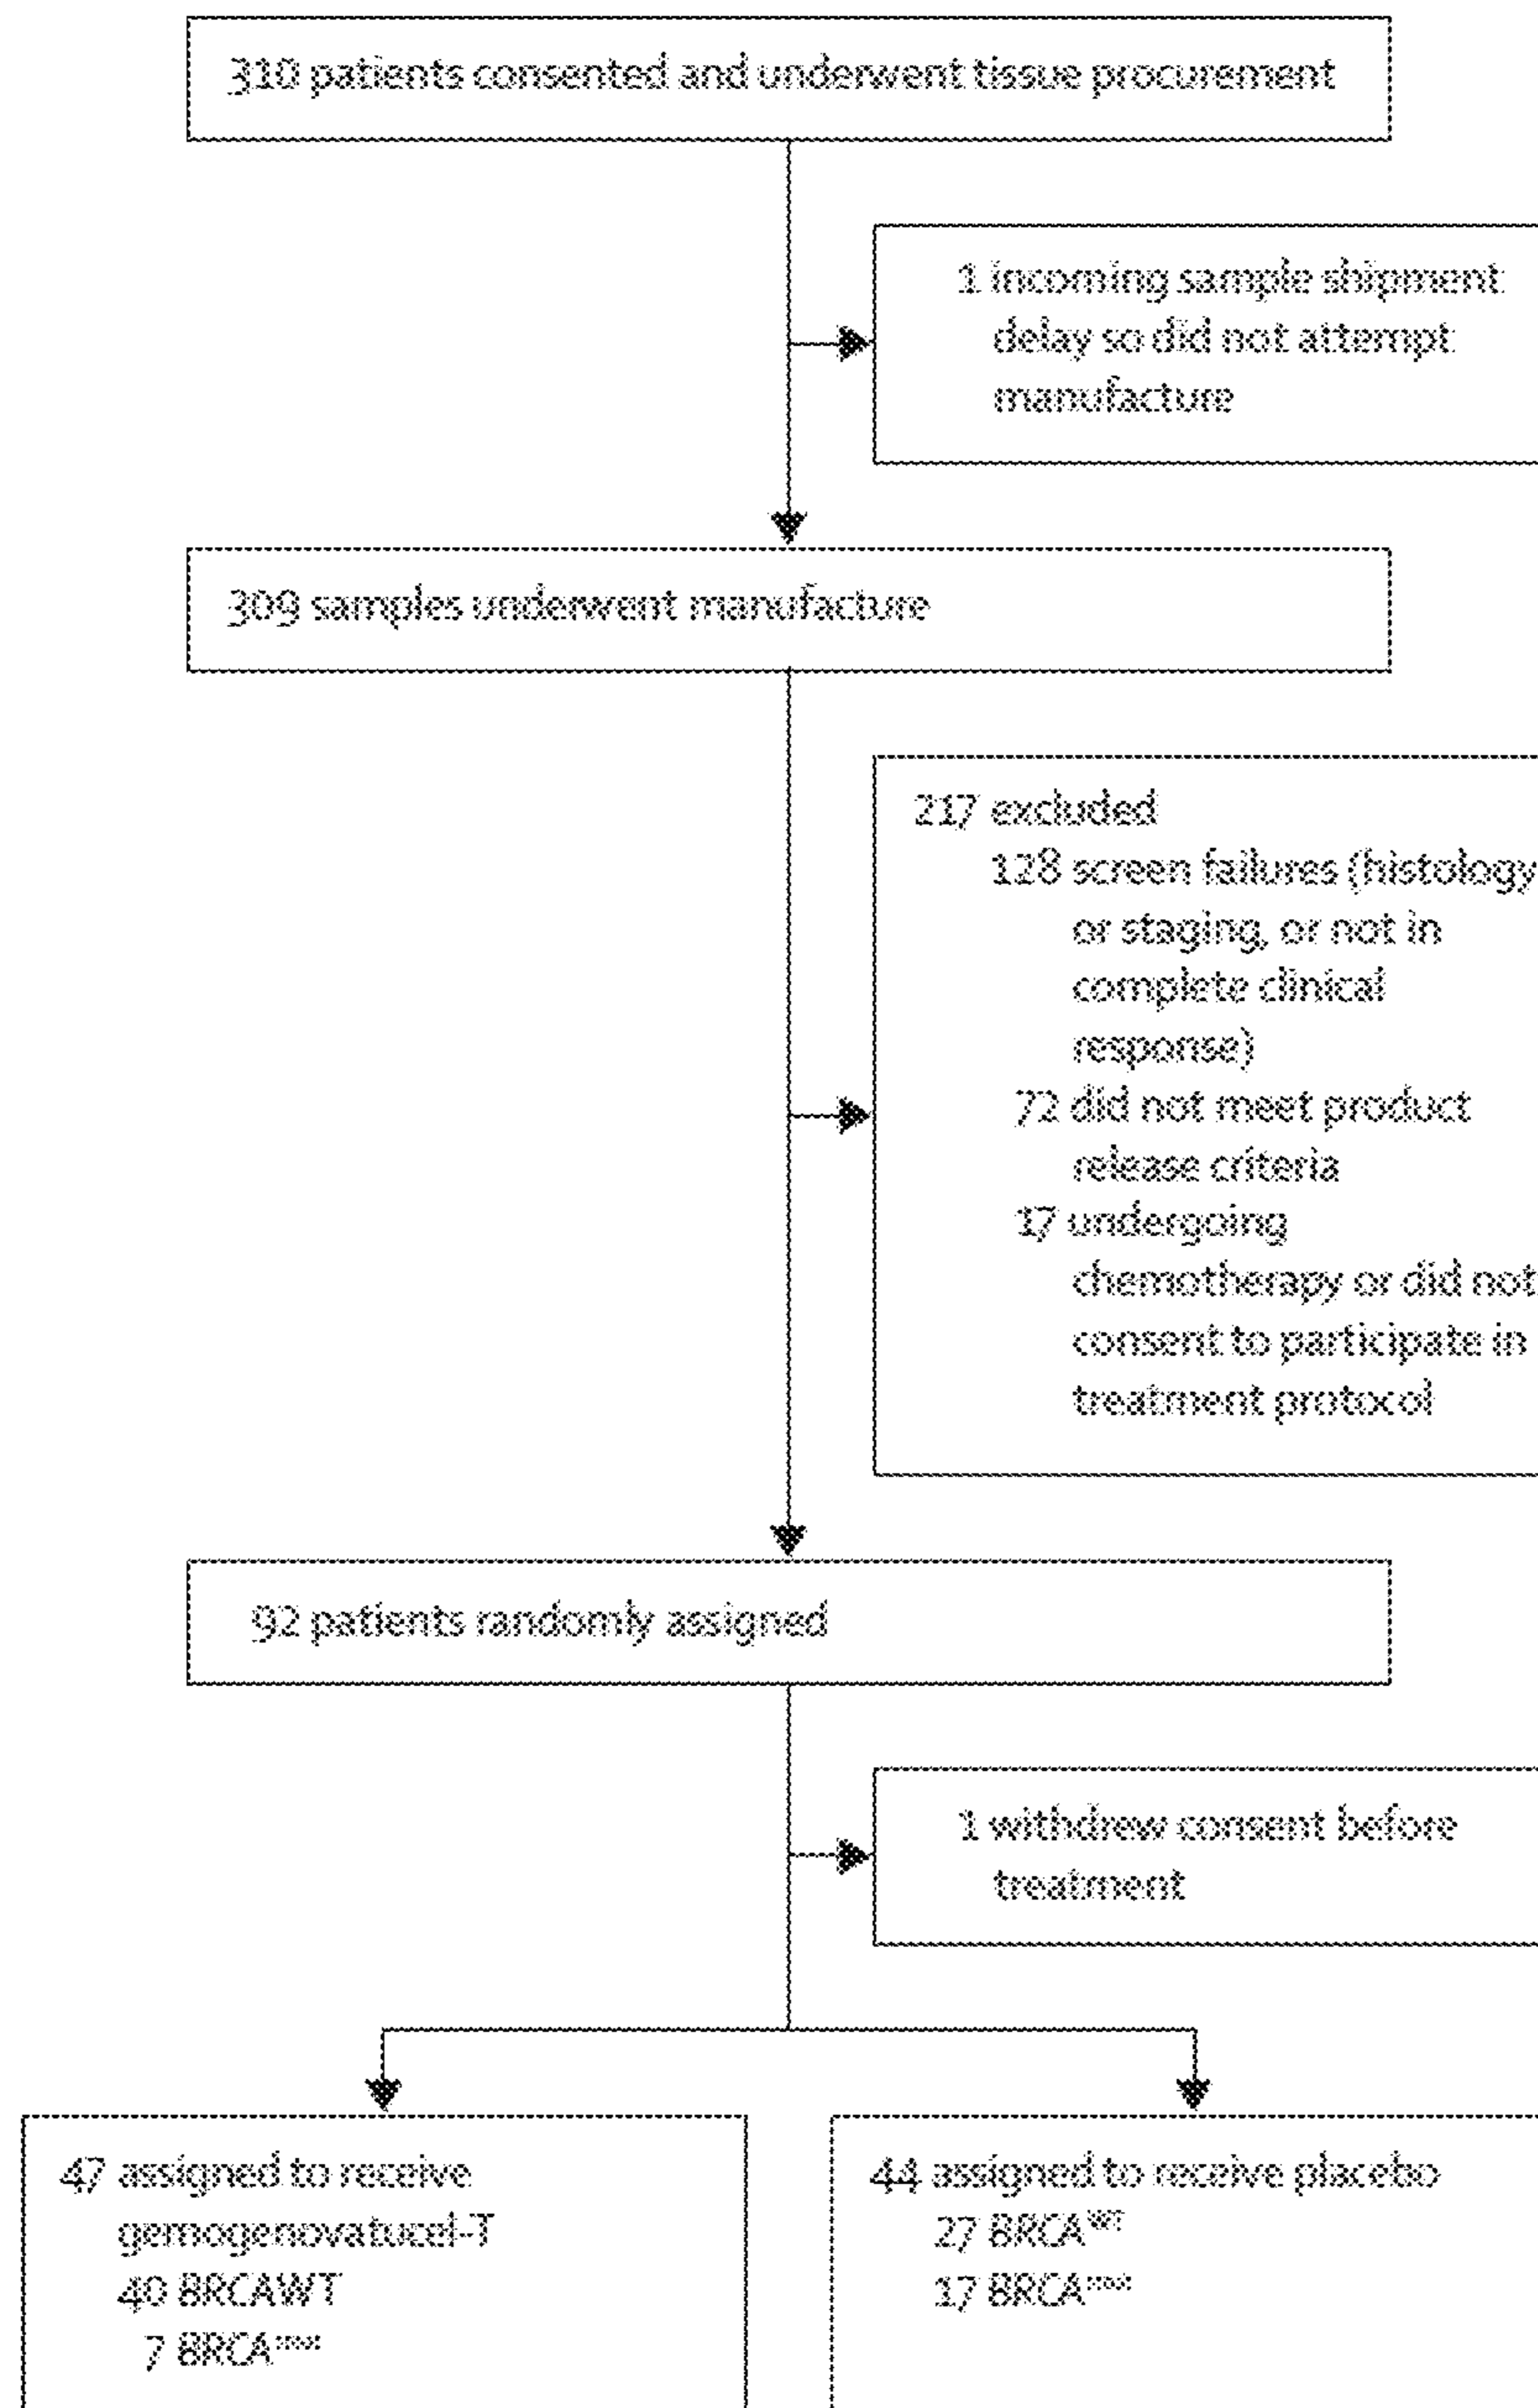 310 patients consented and underwent tissue procurement
1 incoming sample shipment
delay so did not attempt
manufacture
309 samples underwent manufacture
217 excluded
128 screen failures (histology
or staging, or not in
complete clinical
response)
72 did not meet product
release criteria
17 undergoing
chemotherapy or did not
consent to participate in
treatment protocol
92 patients randomly assigned
1 withdrew consent before
treatment
47 assigned to receive
gemogenovatucel-T
40 BRCAWT
7 BRCAᵐᵘᵗ
44 assigned to receive placebo
27 BRCAᵂᵀ
17 BRCAᵐᵘᵗ